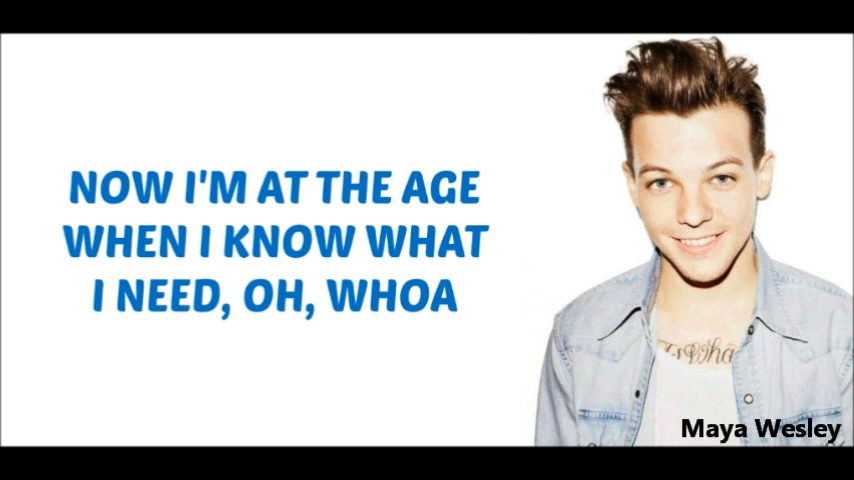 NOW I'M AT THE AGE
WHEN I KNOW WHAT
I NEED, OH, WHOA
Maya Wesley